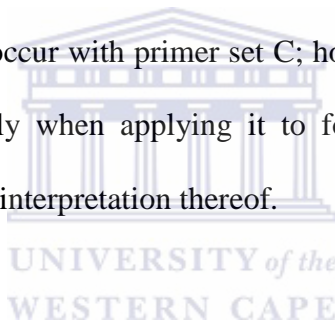 occur with primer set C; ho
ly when applying it to fo
interpretation thereof.
UNIVERSITY of the
WESTERN CAPE